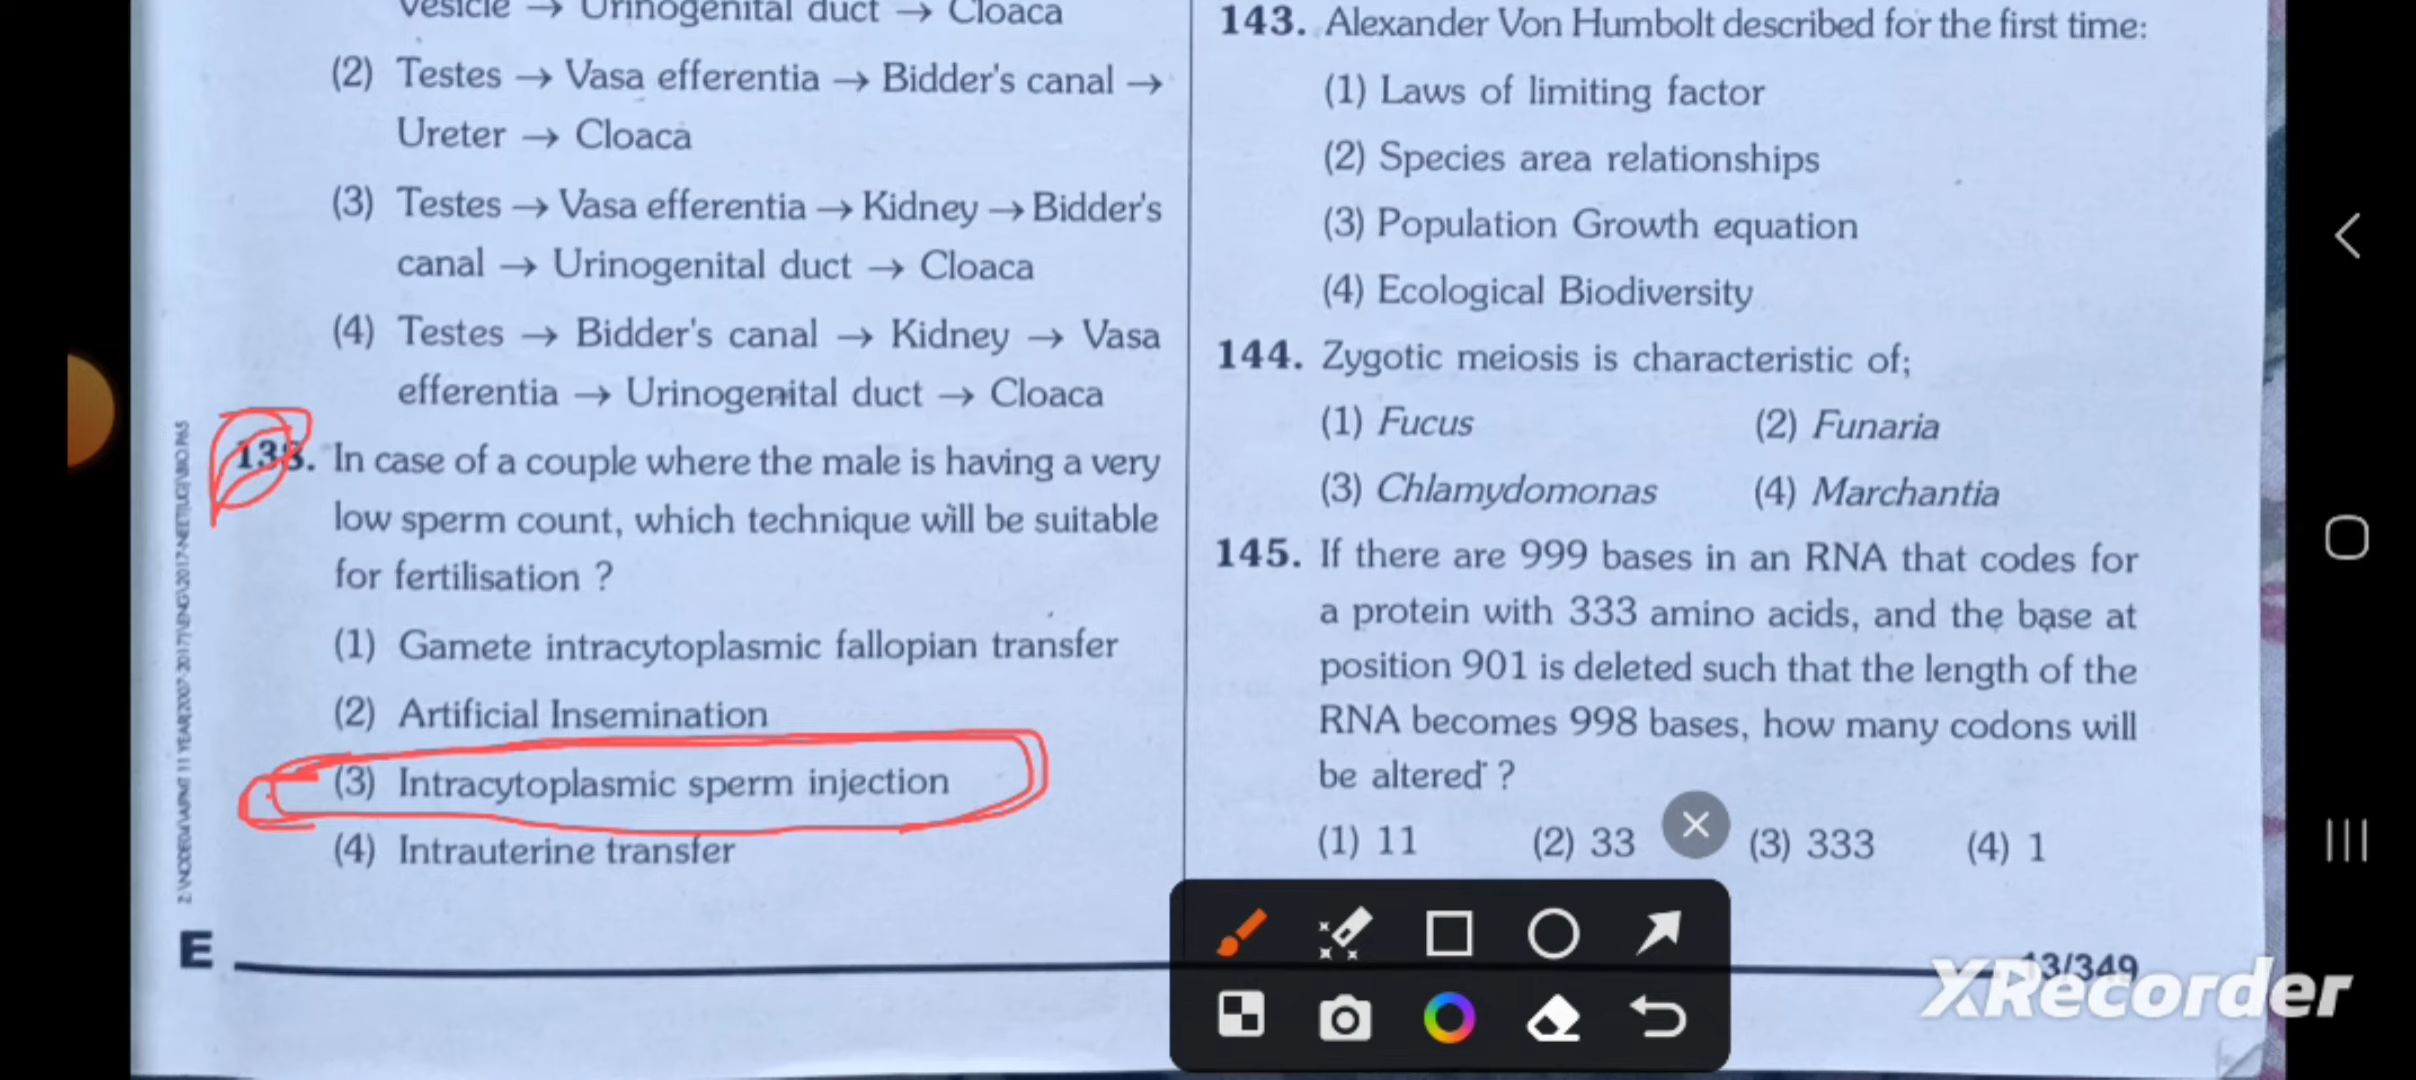 vesicle → Urinogenital duct → Cloaca
(2) Testes → Vasa efferentia → Bidder's canal →
Ureter → Cloaca
(3) Testes → Vasa efferentia → Kidney → Bidder's
canal → Urinogenital duct → Cloaca
(4) Testes → Bidder's canal → Kidney → Vasa
efferentia → Urinogenital duct → Cloaca
138. In case of a couple where the male is having a very
low sperm count, which technique will be suitable
for fertilisation ?
(1) Gamete intracytoplasmic fallopian transfer
(2) Artificial Insemination
(3) Intracytoplasmic sperm injection
(4) Intrauterine transfer
E
143. Alexander Von Humbolt described for the first time:
(1) Laws of limiting factor
(2) Species area relationships
(3) Population Growth equation
(4) Ecological Biodiversity
144. Zygotic meiosis is characteristic of;
(1) Fucus (2) Funaria
(3) Chlamydomonas (4) Marchantia
145. If there are 999 bases in an RNA that codes for
a protein with 333 amino acids, and the base at
position 901 is deleted such that the length of the
RNA becomes 998 bases, how many codons will
be altered ?
(1) 11 (2) 33 (3) 333 (4) 1
13/349
XRecorder